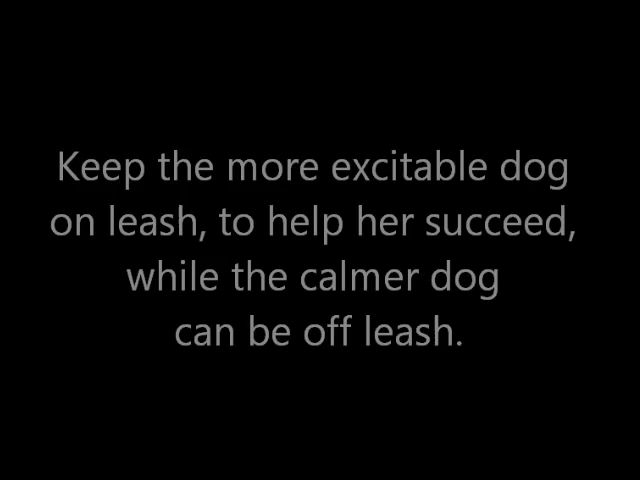 Keep the more excitable dog
on leash, to help her succeed,
while the calmer dog
can be off leash.